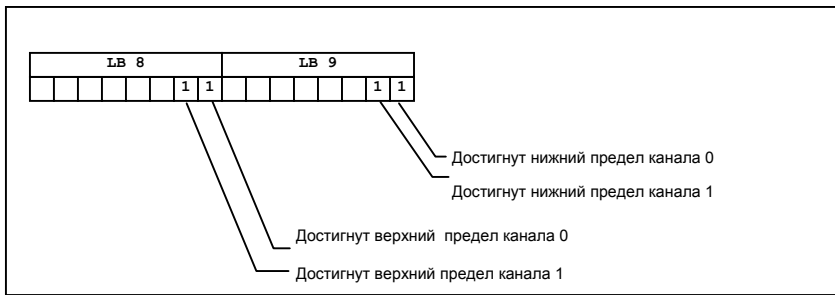 LB 8 LB 9
1 1 1 1
Достигнут нижний предел канала 0
Достигнут нижний предел канала 1
Достигнут верхний предел канала 0
Достигнут верхний предел канала 1